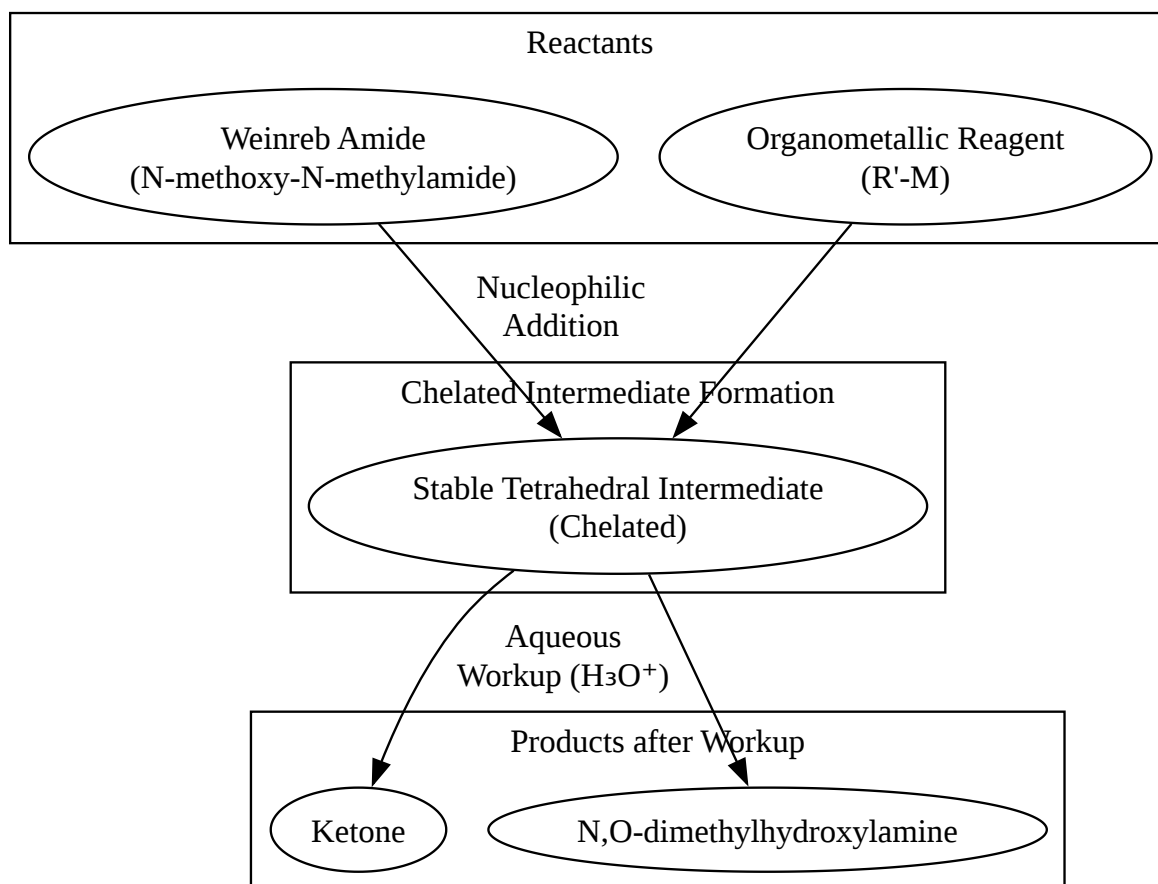 Reactants
Weinreb Amide
(N-methoxy-N-methylamide)
Organometallic Reagent
(R'-M)
Nucleophilic
Addition
Chelated Intermediate Formation
Stable Tetrahedral Intermediate
(Chelated)
Aqueous
Workup (H₃O⁺)
Products after Workup
Ketone
N,O-dimethylhydroxylamine